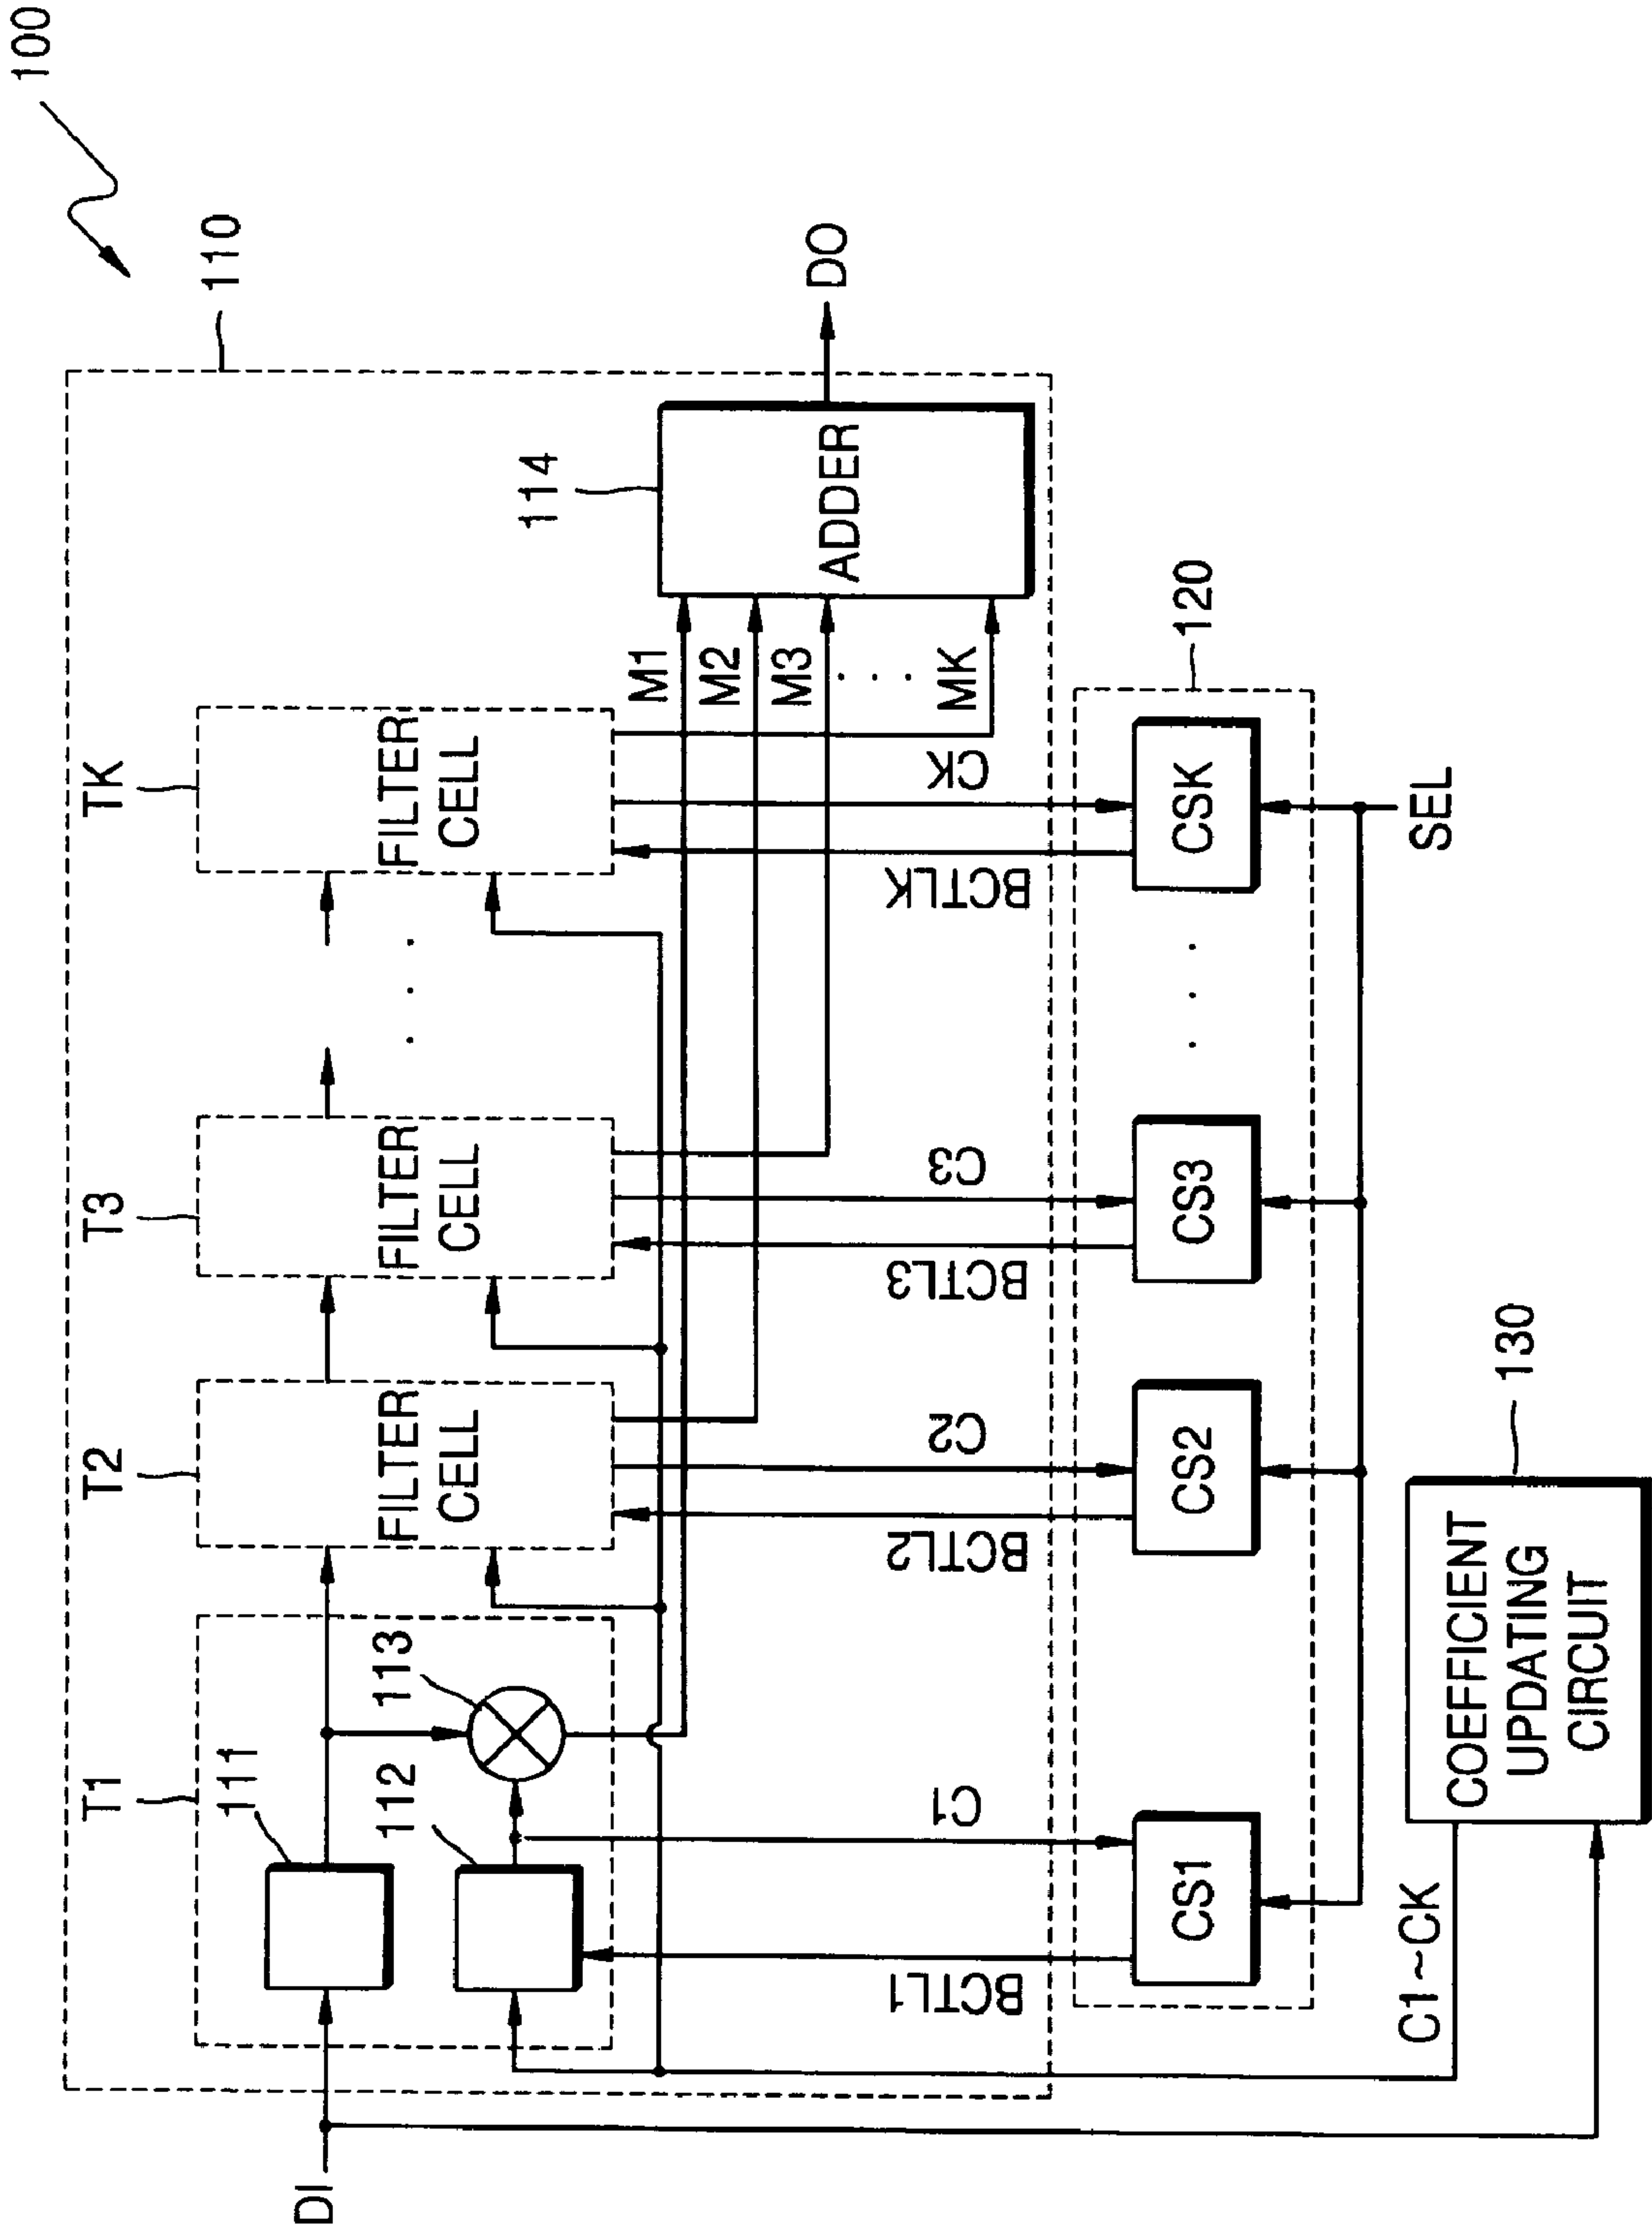 100
110
T1
T2
T3
TK
111
112
113
FILTER
CELL
FILTER
CELL
FILTER
CELL
114
ADDER
M1
M2
M3
. . .
MK
DI
DO
. . .
BCTL1
C1
BCTL2
C2
BCTL3
C3
BCTLK
CK
120
CS1
CS2
CS3
. . .
CSK
SEL
C1~CK
130
COEFFICIENT
UPDATING
CIRCUIT